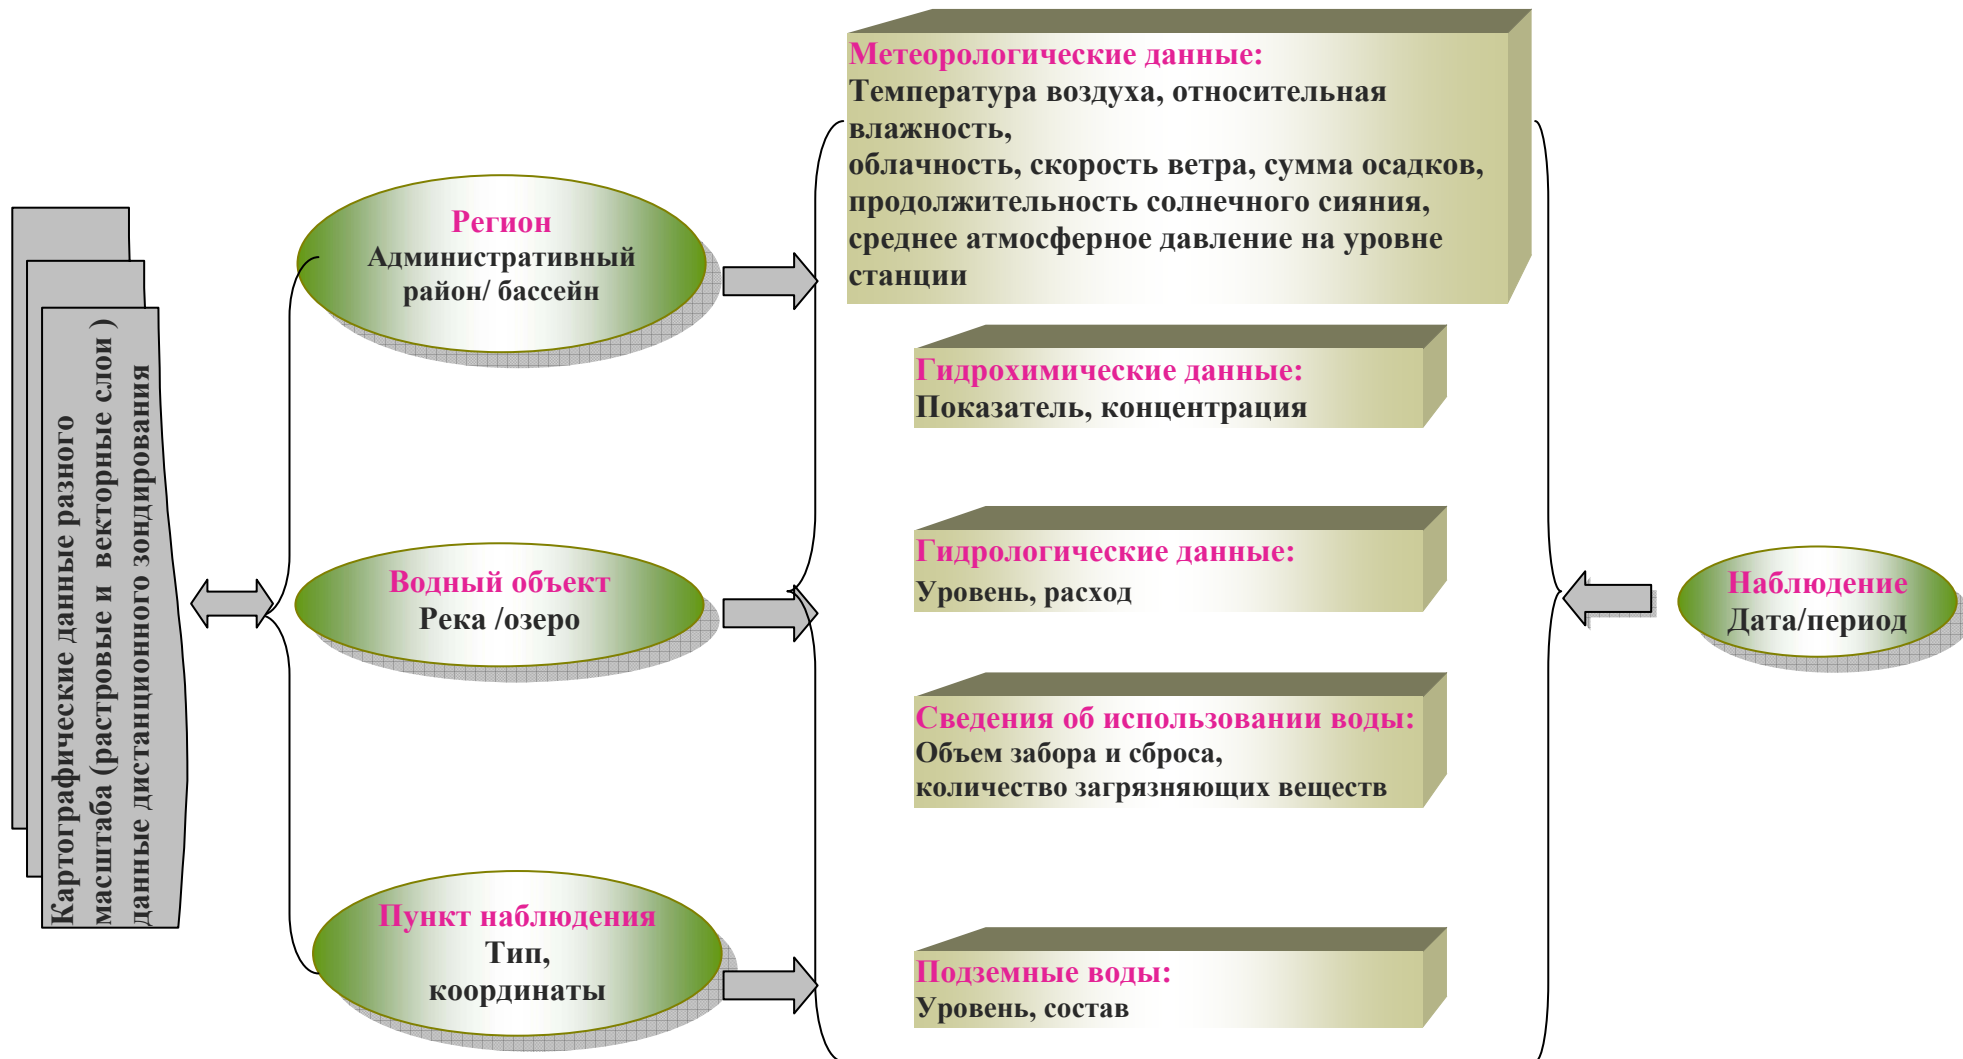 Картографические данные разного
масштаба (растровые и векторные слои )
данные дистанционного зондирования
Регион
Административный
район/ бассейн
Водный объект
Река /озеро
Пункт наблюдения
Тип,
координаты
Метеорологические данные:
Температура воздуха, относительная
влажность,
облачность, скорость ветра, сумма осадков,
продолжительность солнечного сияния,
среднее атмосферное давление на уровне
станции
Гидрохимические данные:
Показатель, концентрация
Гидрологические данные:
Уровень, расход
Сведения об использовании воды:
Объем забора и сброса,
количество загрязняющих веществ
Подземные воды:
Уровень, состав
Наблюдение
Дата/период